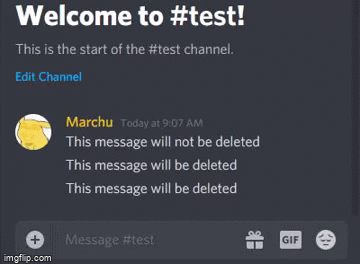 Welcome to #test!
This is the start of the #test channel.
Edit Channel
Marchu Today at 9:07 AM
This message will not be deleted
This message will be deleted
This message will be deleted
Message #test
GIF
imgflip.com